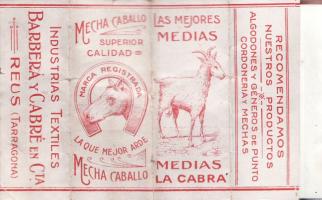 INDUSTRIAS TEXTILES
BARBERÁ Y CABRÉ EN Cta
REUS (TARRAGONA)
MECHA CABALLO
SUPERIOR
CALIDAD
MARCA REGISTRADA
LA QUE MEJOR ARDE
MECHA CABALLO
LAS MEJORES
MEDIAS
MEDIAS
"LA CABRA"
RECOMENDAMOS
NUESTROS PRODUCTOS
ALGODONES Y GÉNEROS DE PUNTO
CORDONERIA Y MECHAS